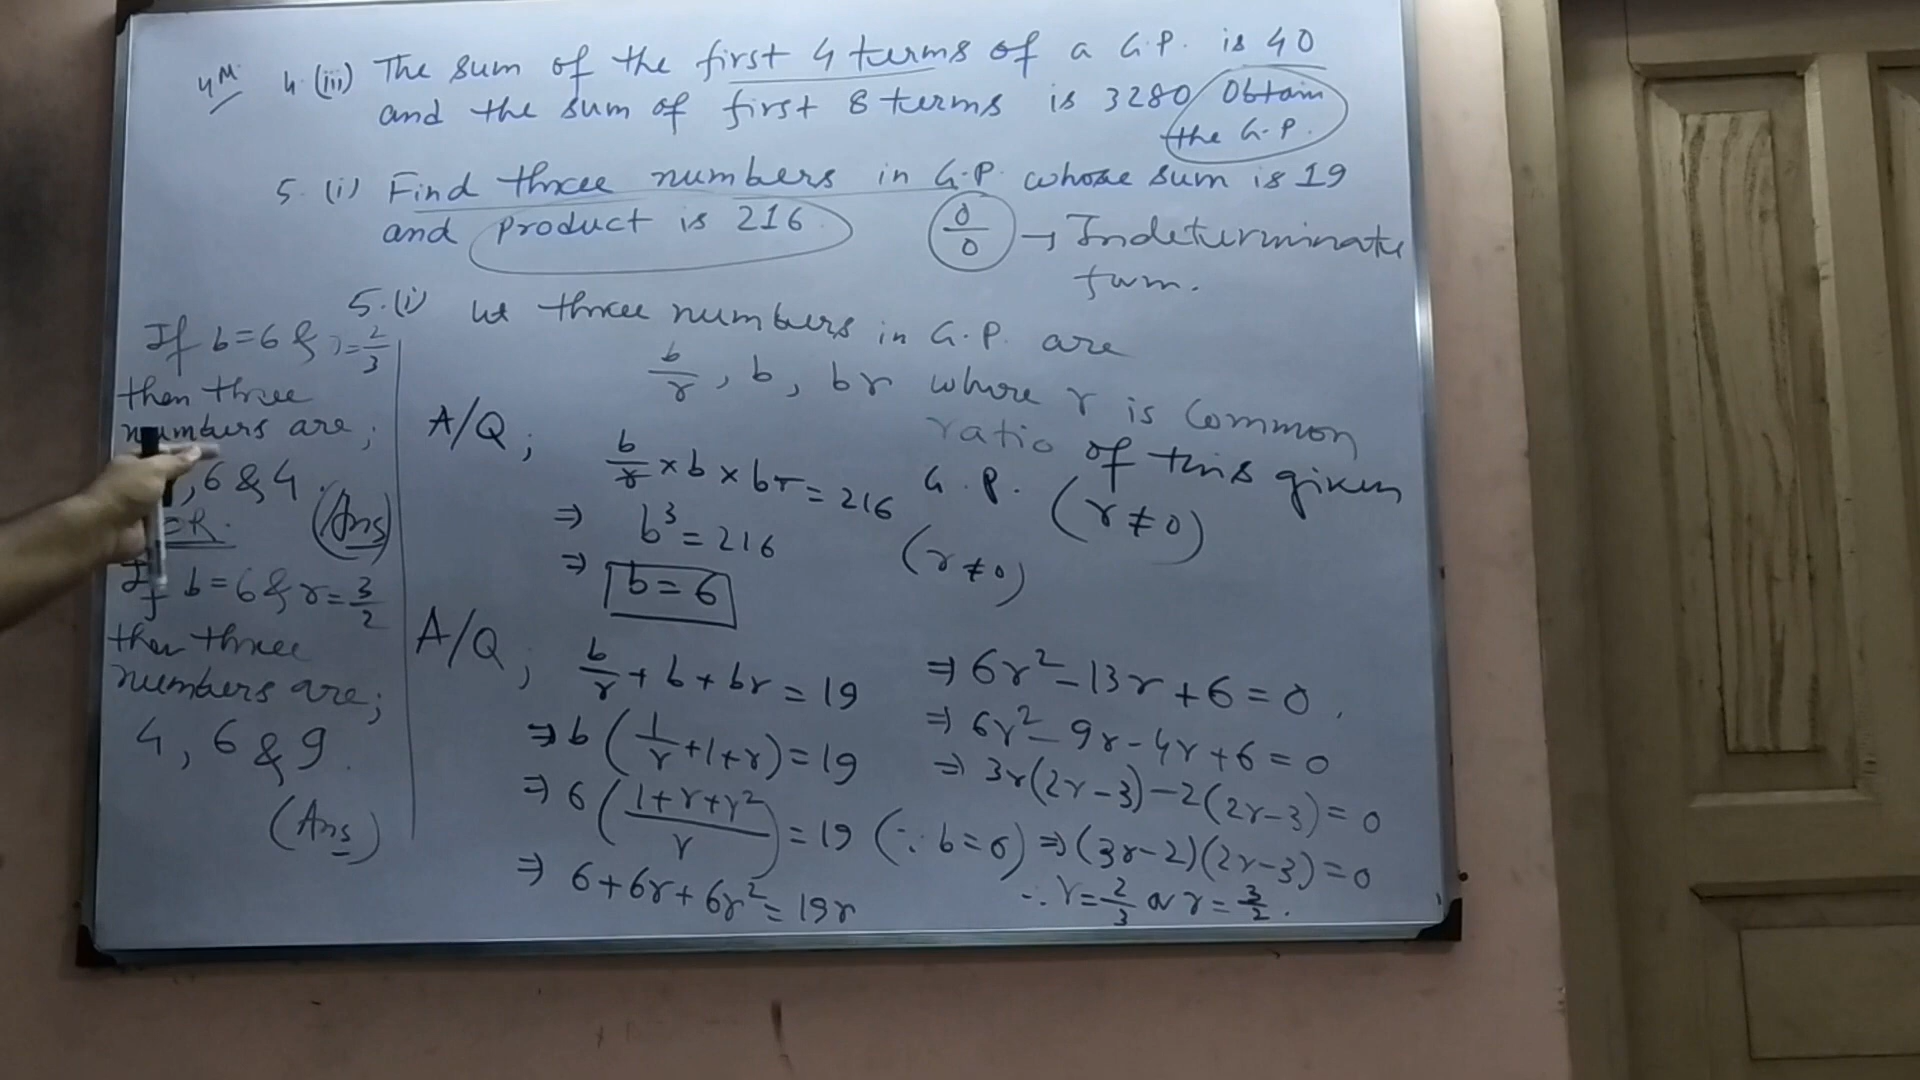 4M 4.(iii) The sum of the first 4 terms of a G.P. is 40
and the sum of first 8 terms is 3280 Obtain
the G.P.
5. (i) Find three numbers in G.P. whose sum is 19
and product is 216. 0/0 → Indeterminate
form.
5.(i) let three numbers in G.P. are
b/r, b, br where r is common
ratio of this given
G.P. (r≠0)
A/Q;
b/r × b × br = 216
⇒ b³ = 216 (r≠0)
⇒ b = 6
A/Q, b/r + b + br = 19
⇒ b(1/r + 1 + r) = 19
⇒ 6((1+r+r²)/r) = 19 (∵ b=6)
⇒ 6+6r+6r² = 19r
⇒ 6r² - 13r + 6 = 0
⇒ 6r² - 9r - 4r + 6 = 0
⇒ 3r(2r-3) - 2(2r-3) = 0
⇒ (3r-2)(2r-3) = 0
∴ r = 2/3 or r = 3/2.
If b=6 & r=2/3
then three
numbers are;
,6 & 4.
(Ans)
OR.
If b=6 & r=3/2
then three
numbers are;
4, 6 & 9.
(Ans)